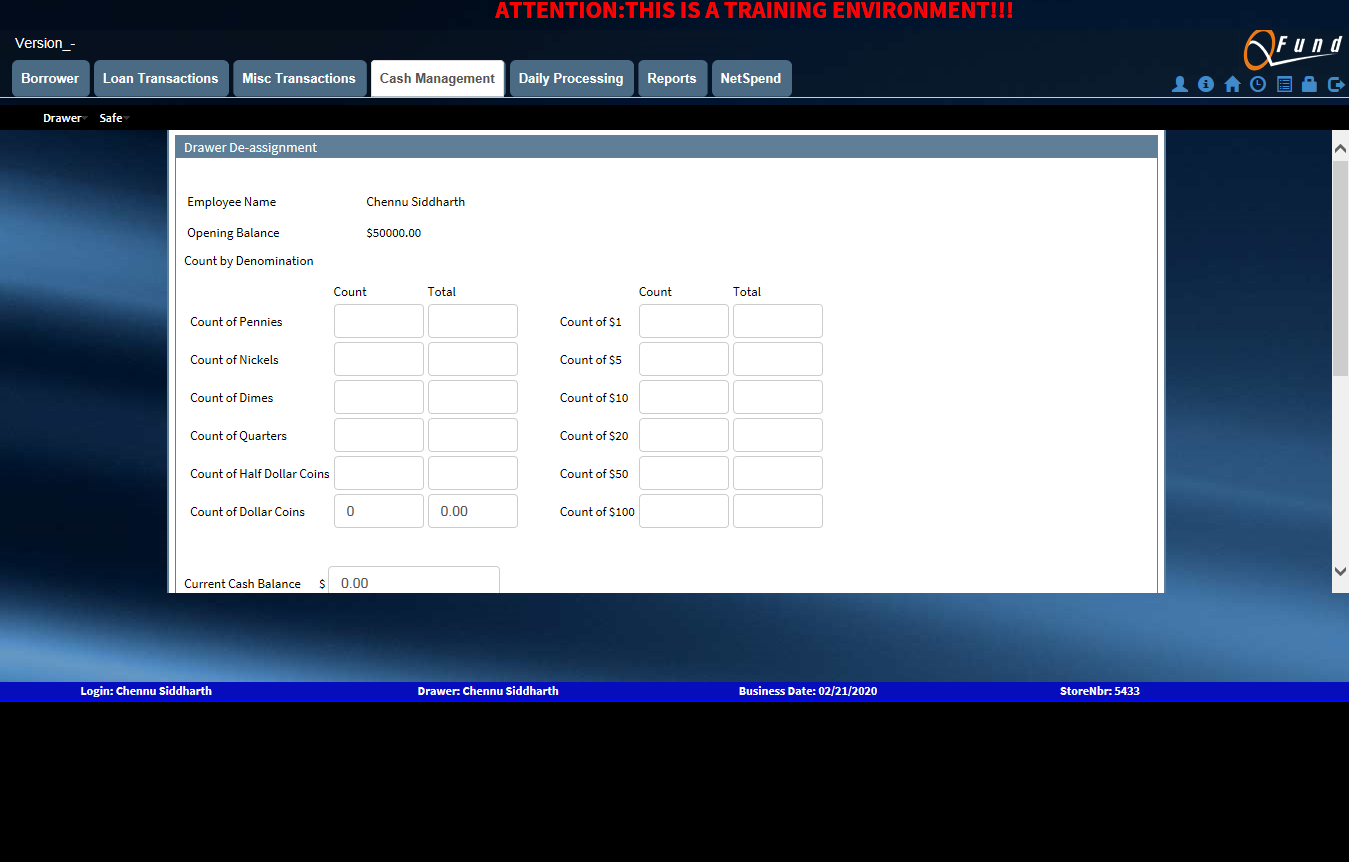 ATTENTION:THIS IS A TRAINING ENVIRONMENT!!!
Version_-
QFund
Borrower Loan Transactions Misc Transactions Cash Management Daily Processing Reports NetSpend
Drawer Safe
Drawer De-assignment
Employee Name Chennu Siddharth
Opening Balance $50000.00
Count by Denomination
Count Total Count Total
Count of Pennies Count of $1
Count of Nickels Count of $5
Count of Dimes Count of $10
Count of Quarters Count of $20
Count of Half Dollar Coins Count of $50
Count of Dollar Coins 0 0.00 Count of $100
Current Cash Balance $ 0.00
Login: Chennu Siddharth Drawer: Chennu Siddharth Business Date: 02/21/2020 StoreNbr: 5433